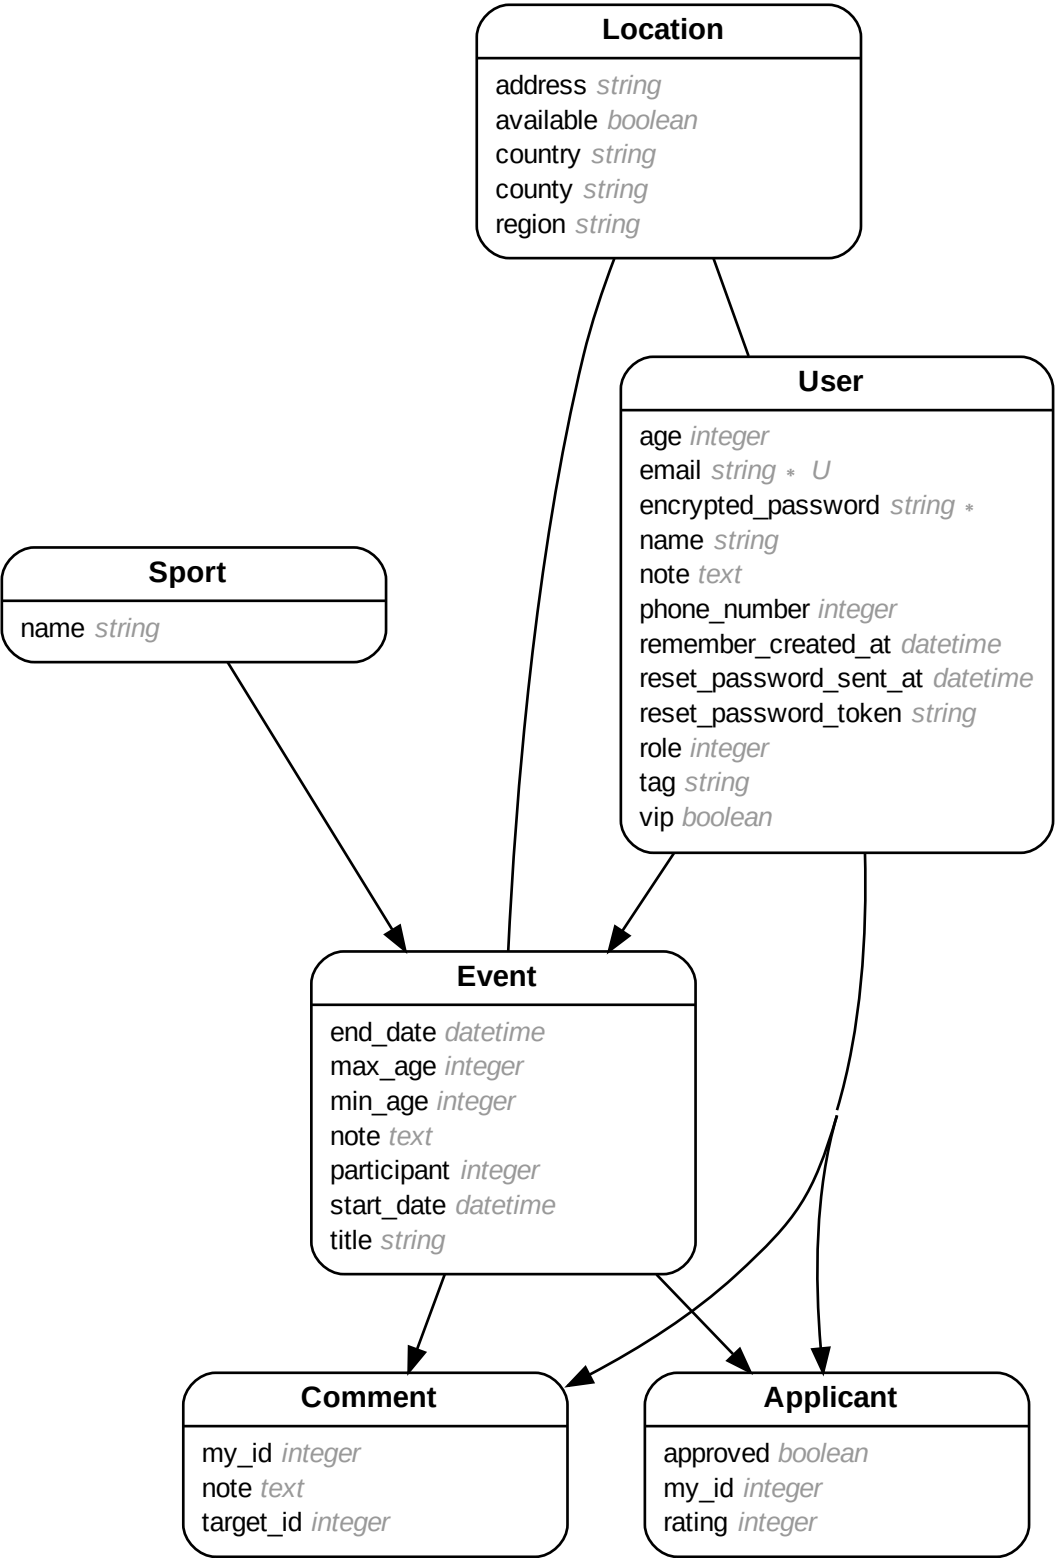 Location
address string
available boolean
country string
county string
region string
User
age integer
email string * U
encrypted_password string *
name string
note text
phone_number integer
remember_created_at datetime
reset_password_sent_at datetime
reset_password_token string
role integer
tag string
vip boolean
Sport
name string
Event
end_date datetime
max_age integer
min_age integer
note text
participant integer
start_date datetime
title string
Comment
my_id integer
note text
target_id integer
Applicant
approved boolean
my_id integer
rating integer